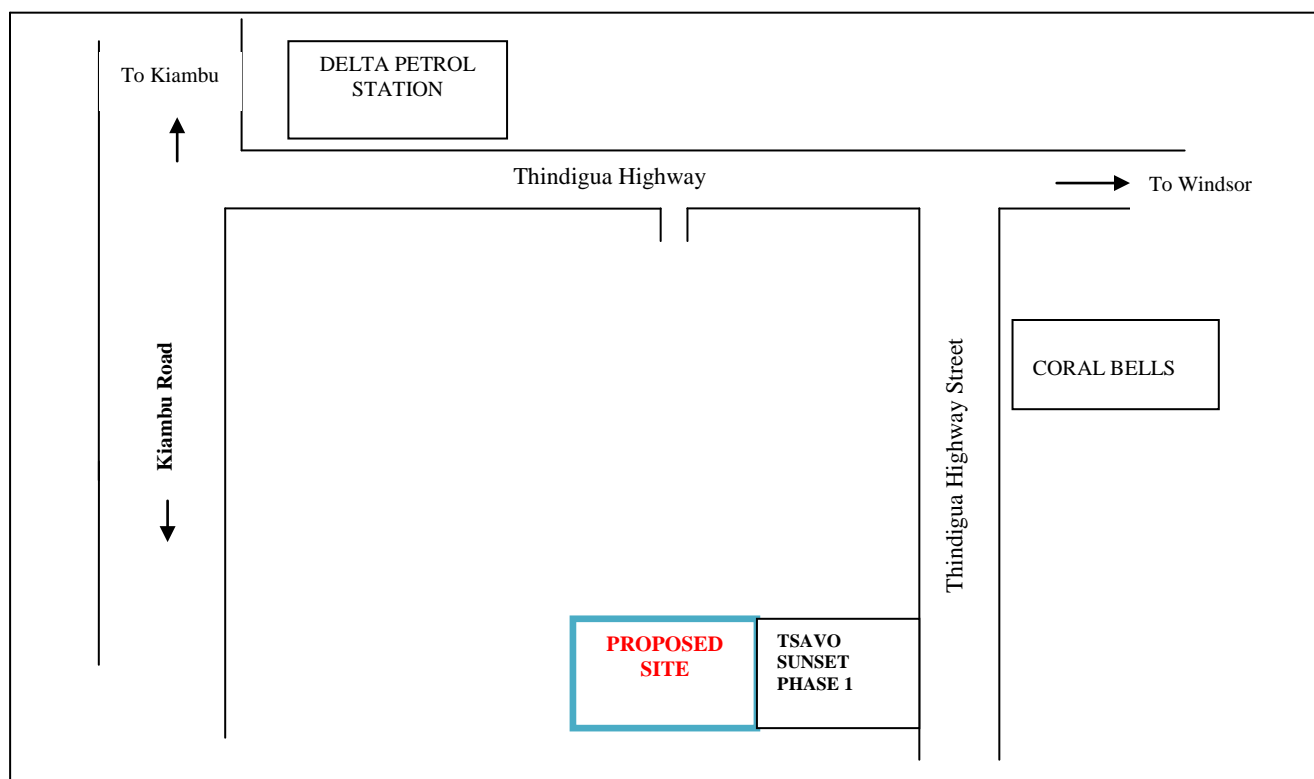 To Kiambu
DELTA PETROL
STATION
Thindigua Highway
To Windsor
Kiambu Road
Thindigua Highway Street
CORAL BELLS
PROPOSED
SITE
TSAVO
SUNSET
PHASE 1